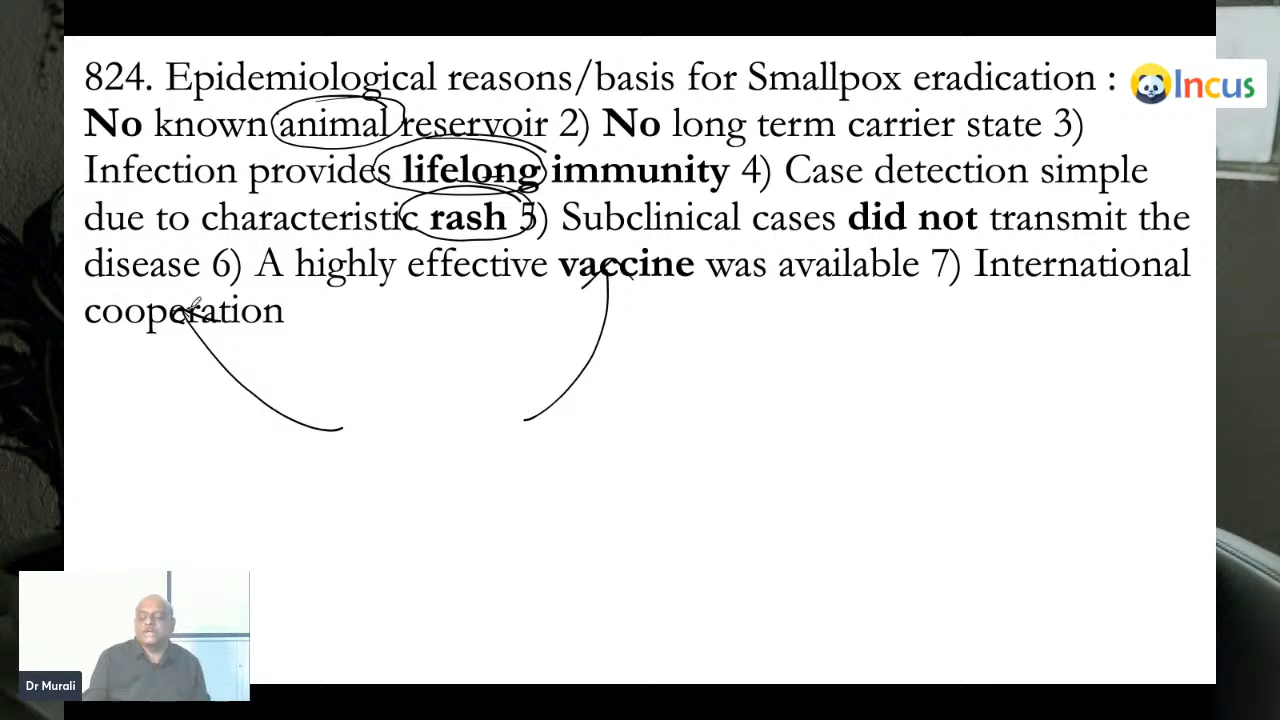 824. Epidemiological reasons/basis for Smallpox eradication :
No known animal reservoir 2) No long term carrier state 3)
Infection provides lifelong immunity 4) Case detection simple
due to characteristic rash 5) Subclinical cases did not transmit the
disease 6) A highly effective vaccine was available 7) International
cooperation
Incus
Dr Murali